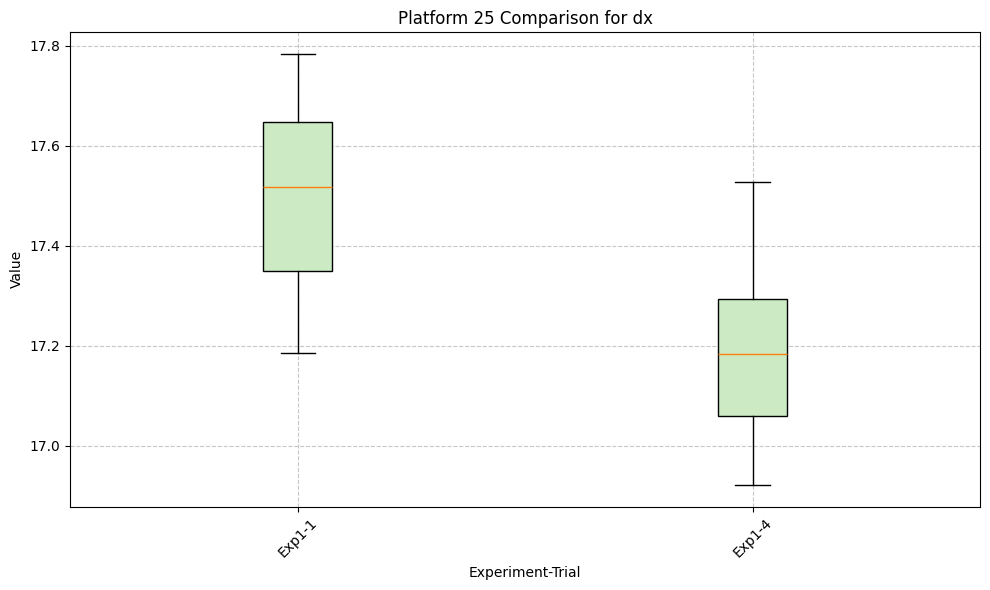 Platform 25 Comparison for dx
17.8
17.6
17.4
17.2
17.0
Value
Exp1-1
Exp1-4
Experiment-Trial